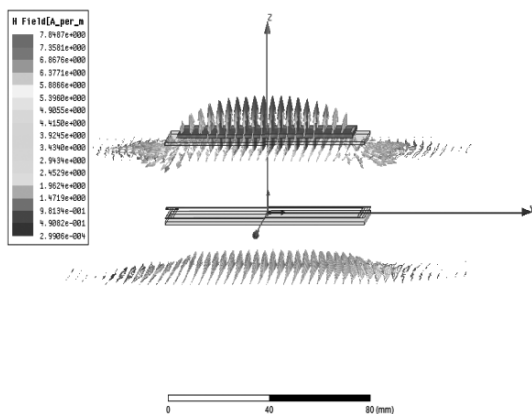 H Field[A_per_m
7.8487e+000
7.3581e+000
6.8676e+000
6.3771e+000
5.8866e+000
5.3960e+000
4.9055e+000
4.4150e+000
3.9245e+000
3.4340e+000
2.9434e+000
2.4529e+000
1.9624e+000
1.4719e+000
9.8134e-001
4.9082e-001
2.9906e-004
Z
0
40
80 (mm)